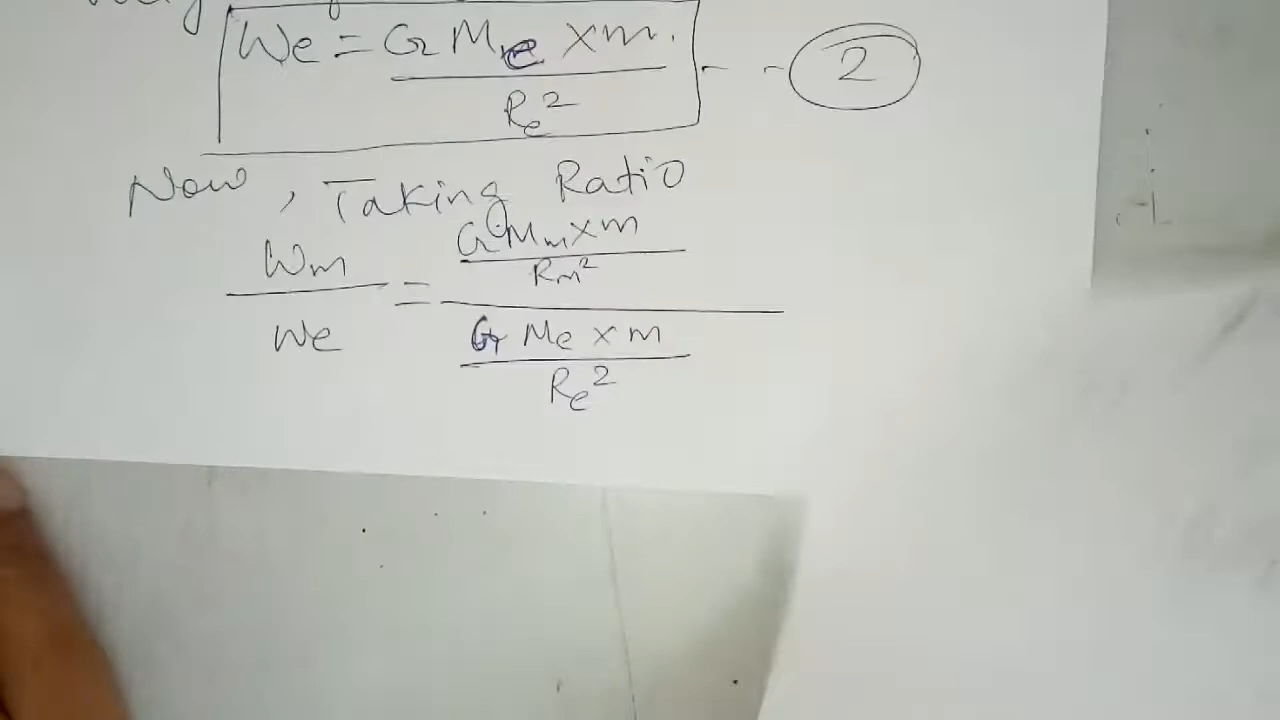 We = G Me × m. -- 2
Re²
Now, Taking Ratio
Wm = G Mm × m
Rm²
We G Me × m
Re²